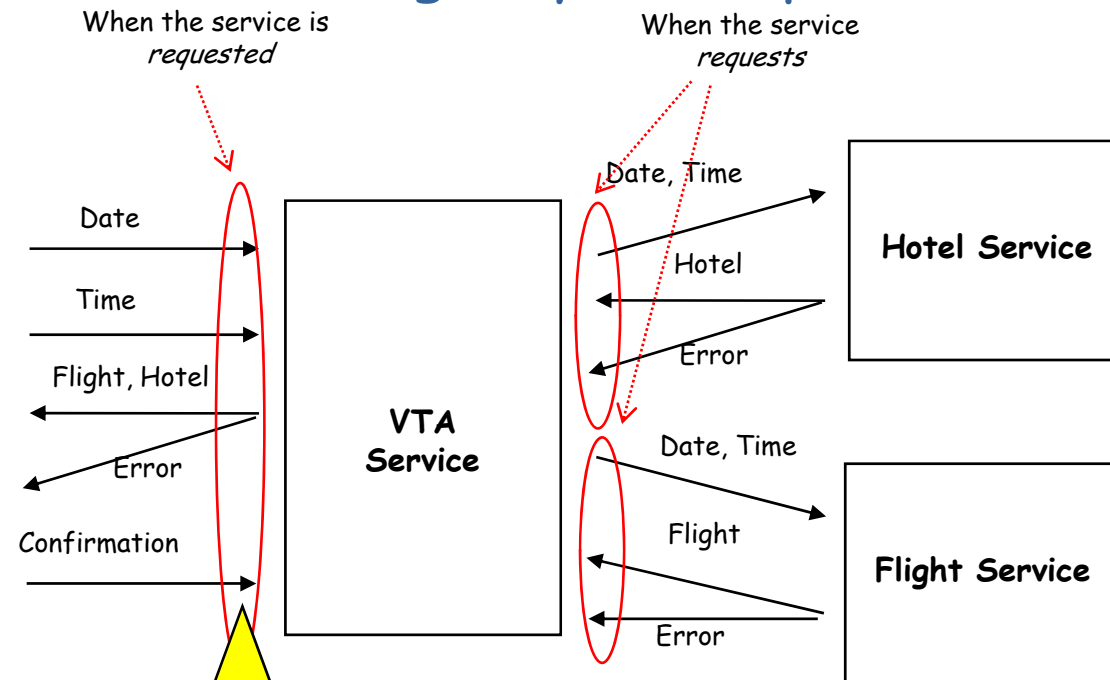 When the service is
requested
When the service
requests
Date, Time
Date
Hotel
Hotel Service
Time
Error
Flight, Hotel
VTA
Service
Date, Time
Error
Flight
Confirmation
Flight Service
Error